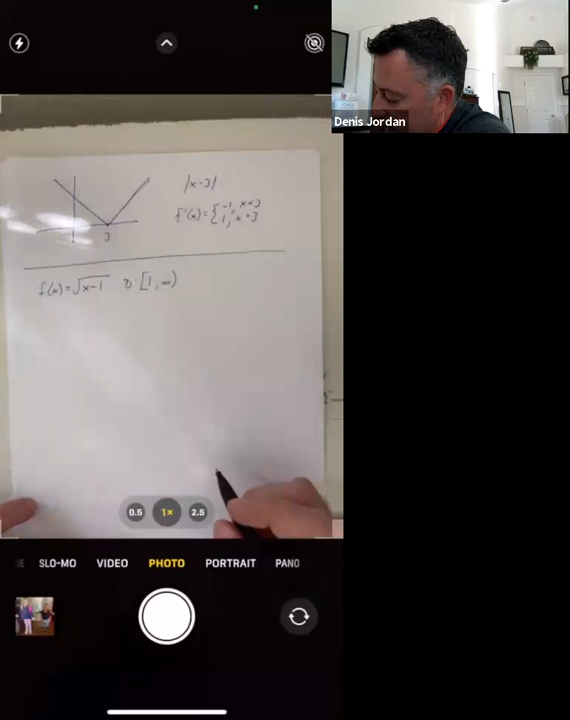 Denis Jordan
|x-3|
f'(x)={-1, x<3
1, x>3
3
f(x)=√x-1 D:[1,∞)
0.5 1× 2.5
SLO-MO VIDEO PHOTO PORTRAIT PANO